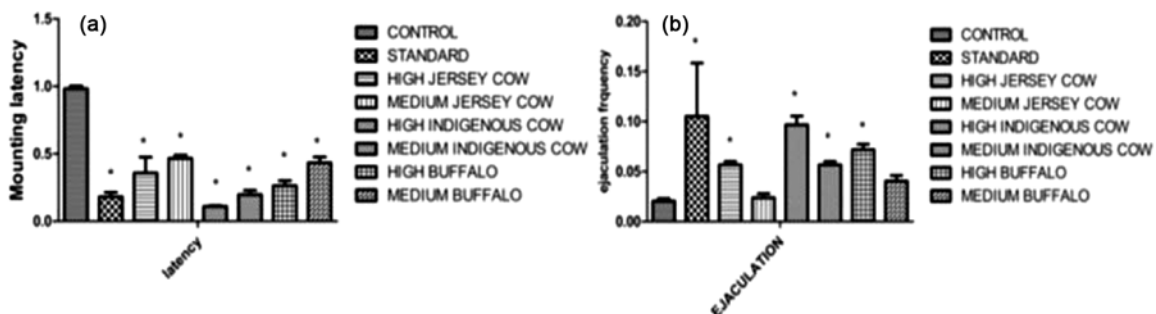 (a)
Mounting latency
1.5
1.0
0.5
0.0
*
*
*
*
*
*
*
latency
CONTROL
STANDARD
HIGH JERSEY COW
MEDIUM JERSEY COW
HIGH INDIGENOUS COW
MEDIUM INDIGENOUS COW
HIGH BUFFALO
MEDIUM BUFFALO
(b)
ejaculation frquency
0.20
0.15
0.10
0.05
0.00
*
*
*
*
*
EJACULATION
CONTROL
STANDARD
HIGH JERSEY COW
MEDIUM JERSEY COW
HIGH INDIGENOUS COW
MEDIUM INDIGENOUS COW
HIGH BUFFALO
MEDIUM BUFFALO